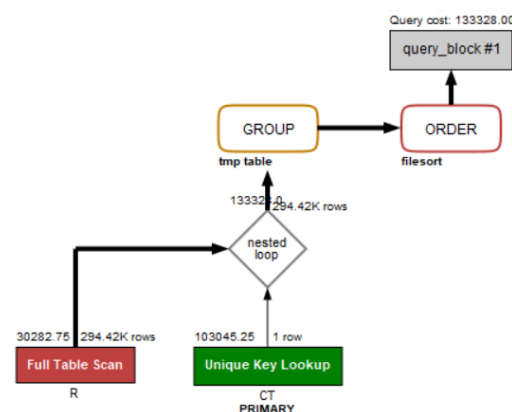 Query cost: 133328.00
query_block #1
GROUP
ORDER
tmp table
filesort
294.42K rows
nested
loop
30282.75 294.42K rows
103045.25 1 row
Full Table Scan
Unique Key Lookup
R
CT
PRIMARY